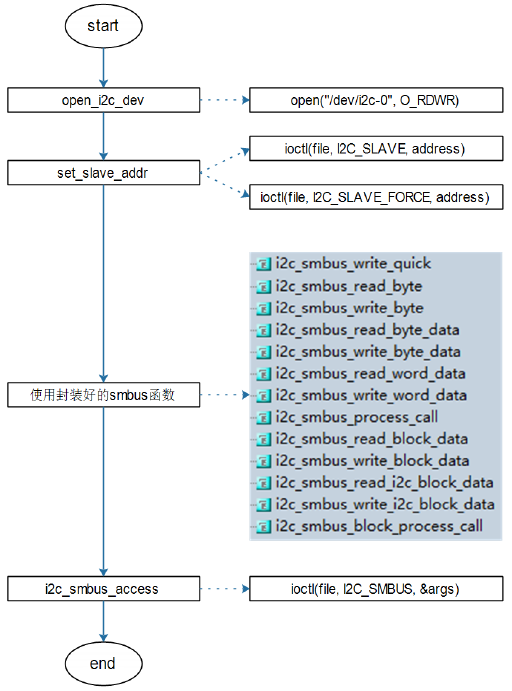 start
open_i2c_dev
open("/dev/i2c-0", O_RDWR)
ioctl(file, I2C_SLAVE, address)
set_slave_addr
ioctl(file, I2C_SLAVE_FORCE, address)
i2c_smbus_write_quick
i2c_smbus_read_byte
i2c_smbus_write_byte
i2c_smbus_read_byte_data
i2c_smbus_write_byte_data
i2c_smbus_read_word_data
使用封装好的smbus函数
i2c_smbus_write_word_data
i2c_smbus_process_call
i2c_smbus_read_block_data
i2c_smbus_write_block_data
i2c_smbus_read_i2c_block_data
i2c_smbus_write_i2c_block_data
i2c_smbus_block_process_call
i2c_smbus_access
ioctl(file, I2C_SMBUS, &args)
end